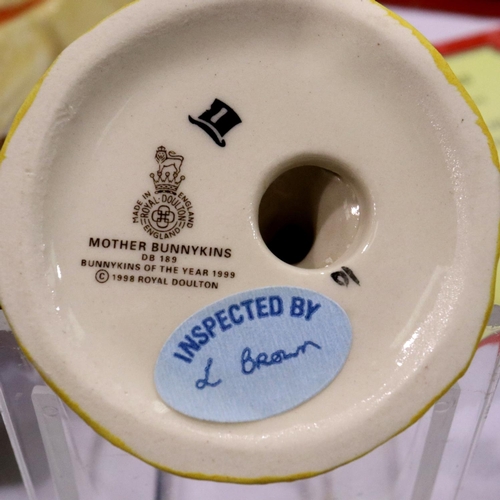 MADE IN ENGLAND
ROYAL DOULTON
ENGLAND
MOTHER BUNNYKINS
DB 189
BUNNYKINS OF THE YEAR 1999
© 1998 ROYAL DOULTON
INSPECTED BY
L Brown